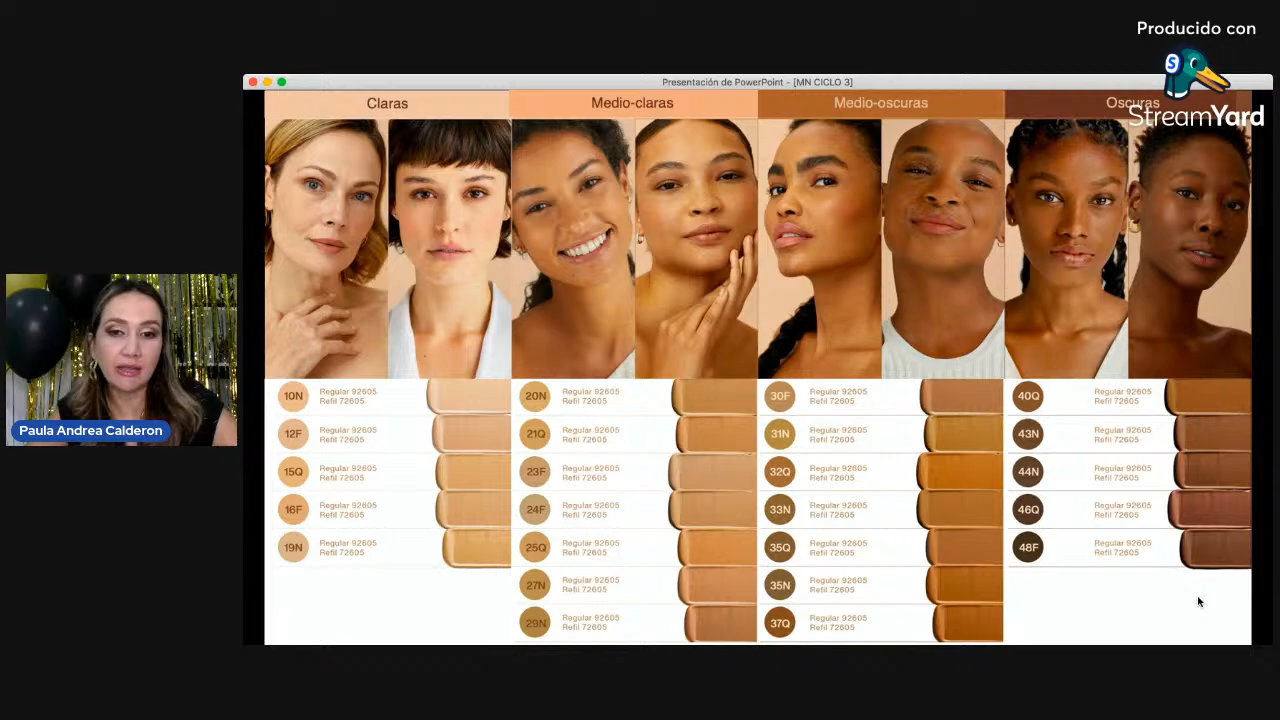 Producido con
StreamYard
Presentación de PowerPoint - [MN CICLO 3]
Claras
Medio-claras
Medio-oscuras
Oscuras
10N
Regular 92605
Refil 72605
12F
Regular 92605
Refil 72605
15Q
Regular 92605
Refil 72605
16F
Regular 92605
Refil 72605
19N
Regular 92605
Refil 72605
20N
Regular 92605
Refil 72605
21Q
Regular 92605
Refil 72605
23F
Regular 92605
Refil 72605
24F
Regular 92605
Refil 72605
25Q
Regular 92605
Refil 72605
27N
Regular 92605
Refil 72605
29N
Regular 92605
Refil 72605
30F
Regular 92605
Refil 72605
31N
Regular 92605
Refil 72605
32Q
Regular 92605
Refil 72605
33N
Regular 92605
Refil 72605
35Q
Regular 92605
Refil 72605
35N
Regular 92605
Refil 72605
37Q
Regular 92605
Refil 72605
40Q
Regular 92605
Refil 72605
43N
Regular 92605
Refil 72605
44N
Regular 92605
Refil 72605
46Q
Regular 92605
Refil 72605
48F
Regular 92605
Refil 72605
Paula Andrea Calderon